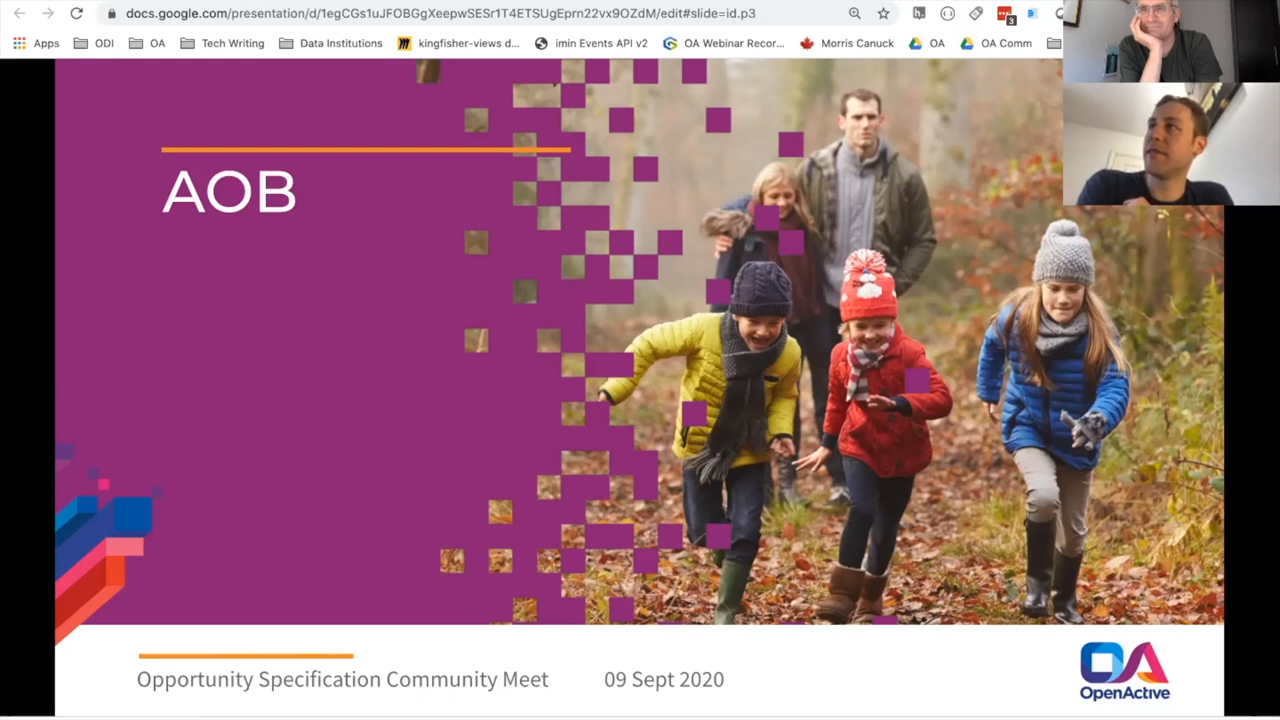 docs.google.com/presentation/d/1egCGs1uJFOBGgXeepwSESr1T4ETSUgEprn22vx9OZdM/edit#slide=id.p3
3
Apps ODI OA Tech Writing Data Institutions kingfisher-views d... imin Events API v2 OA Webinar Recor... Morris Canuck OA OA Comm
AOB
Opportunity Specification Community Meet 09 Sept 2020
OA
OpenActive